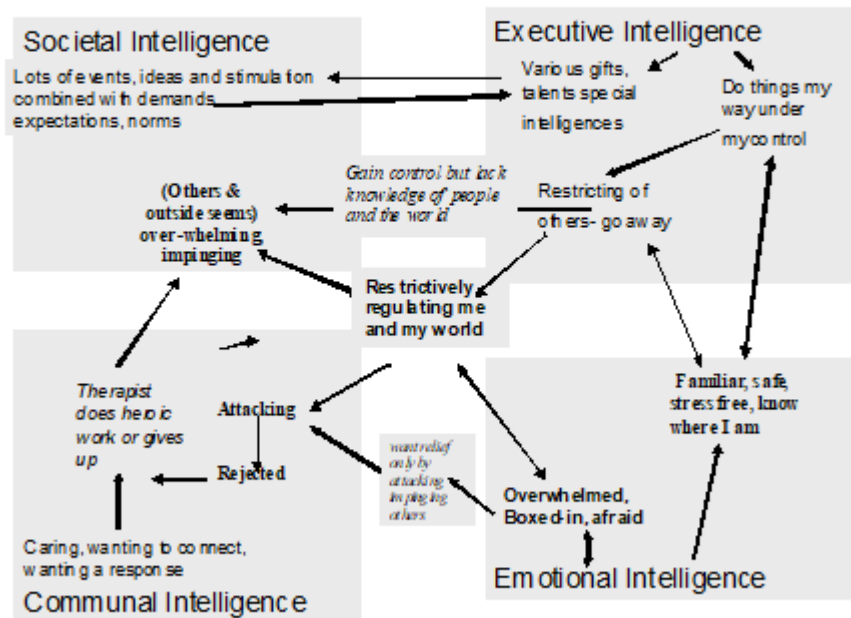 Societal Intelligence
Lots of events, ideas and stimulation
combined with demands
expectations, norms
(Others &
outside seems)
over-whelming
impinging
Executive Intelligence
Various gifts,
talents special
intelligences
Do things my
way under
mycontrol
Gain control but lack
knowledge of people
and the world
Restricting of
others- go away
Restrictively
regulating me
and my world
Therapist
does heroic
work or gives
up
Attacking
Rejected
Caring, wanting to connect,
wanting a response
Communal Intelligence
want relief
only by
attacking
impinging
others
Familiar, safe,
stress free, know
where I am
Overwhelmed,
Boxed-in, afraid
Emotional Intelligence